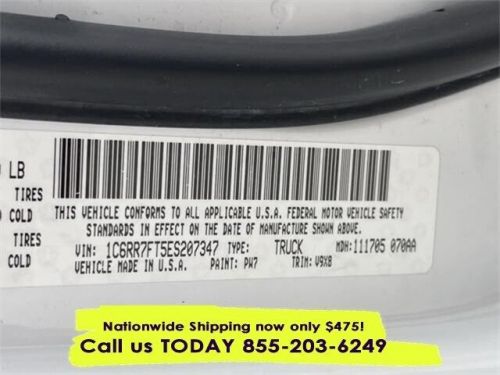 LB
TIRES
COLD
TIRES
COLD
THIS VEHICLE CONFORMS TO ALL APPLICABLE U.S.A. FEDERAL MOTOR VEHICLE SAFETY
STANDARDS IN EFFECT ON THE DATE OF MANUFACTURE SHOWN ABOVE.
VIN: 1C6RR7FT5ES207347 TYPE: TRUCK MDH: 111705 070AA
VEHICLE MADE IN U.S.A. PAINT: PW7 TRIM: V9X8
Nationwide Shipping now only $475!
Call us TODAY 855-203-6249